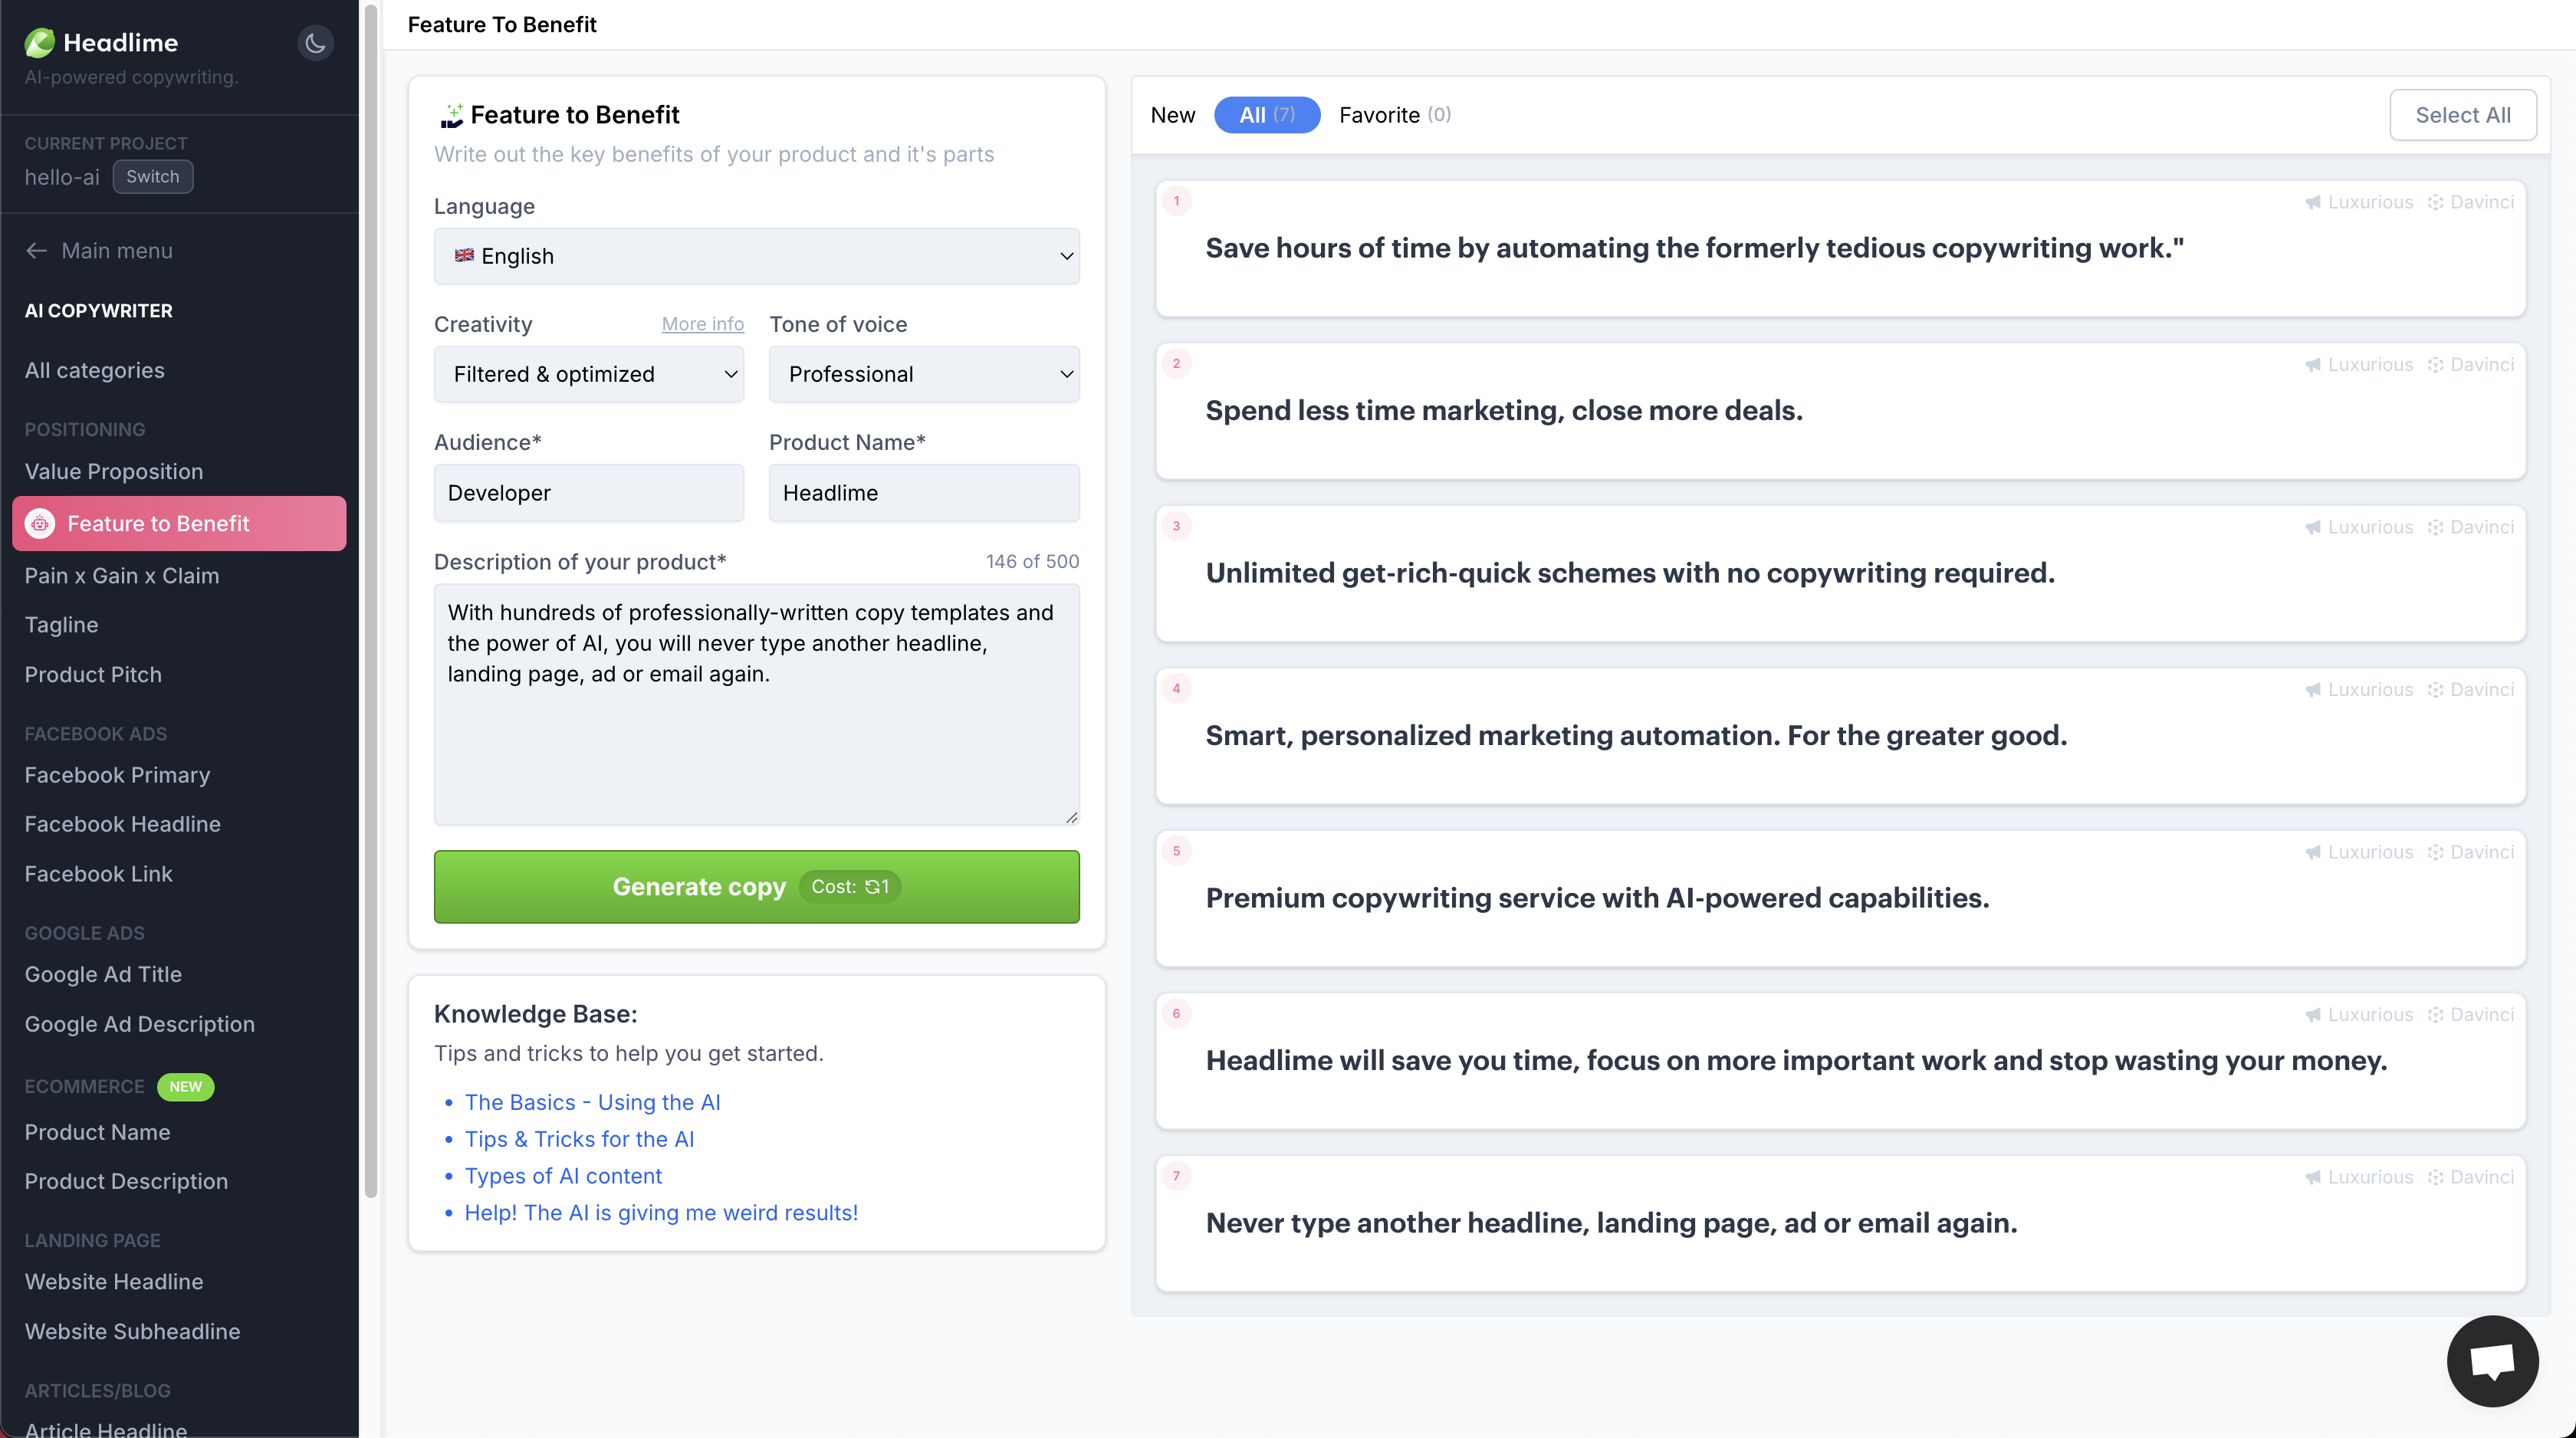 Headlime
AI-powered copywriting.
CURRENT PROJECT
hello-ai Switch
Main menu
AI COPYWRITER
All categories
POSITIONING
Value Proposition
Feature to Benefit
Pain x Gain x Claim
Tagline
Product Pitch
FACEBOOK ADS
Facebook Primary
Facebook Headline
Facebook Link
GOOGLE ADS
Google Ad Title
Google Ad Description
ECOMMERCE NEW
Product Name
Product Description
LANDING PAGE
Website Headline
Website Subheadline
ARTICLES/BLOG
Article Headline
Feature To Benefit
Feature to Benefit
Write out the key benefits of your product and it's parts
Language
English
Creativity More info Tone of voice
Filtered & optimized Professional
Audience* Product Name*
Developer Headlime
Description of your product* 146 of 500
With hundreds of professionally-written copy templates and
the power of AI, you will never type another headline,
landing page, ad or email again.
Generate copy Cost: 1
Knowledge Base:
Tips and tricks to help you get started.
• The Basics - Using the AI
• Tips & Tricks for the AI
• Types of AI content
• Help! The AI is giving me weird results!
New All (7) Favorite (0) Select All
1 Luxurious Davinci
Save hours of time by automating the formerly tedious copywriting work."
2 Luxurious Davinci
Spend less time marketing, close more deals.
3 Luxurious Davinci
Unlimited get-rich-quick schemes with no copywriting required.
4 Luxurious Davinci
Smart, personalized marketing automation. For the greater good.
5 Luxurious Davinci
Premium copywriting service with AI-powered capabilities.
6 Luxurious Davinci
Headlime will save you time, focus on more important work and stop wasting your money.
7 Luxurious Davinci
Never type another headline, landing page, ad or email again.